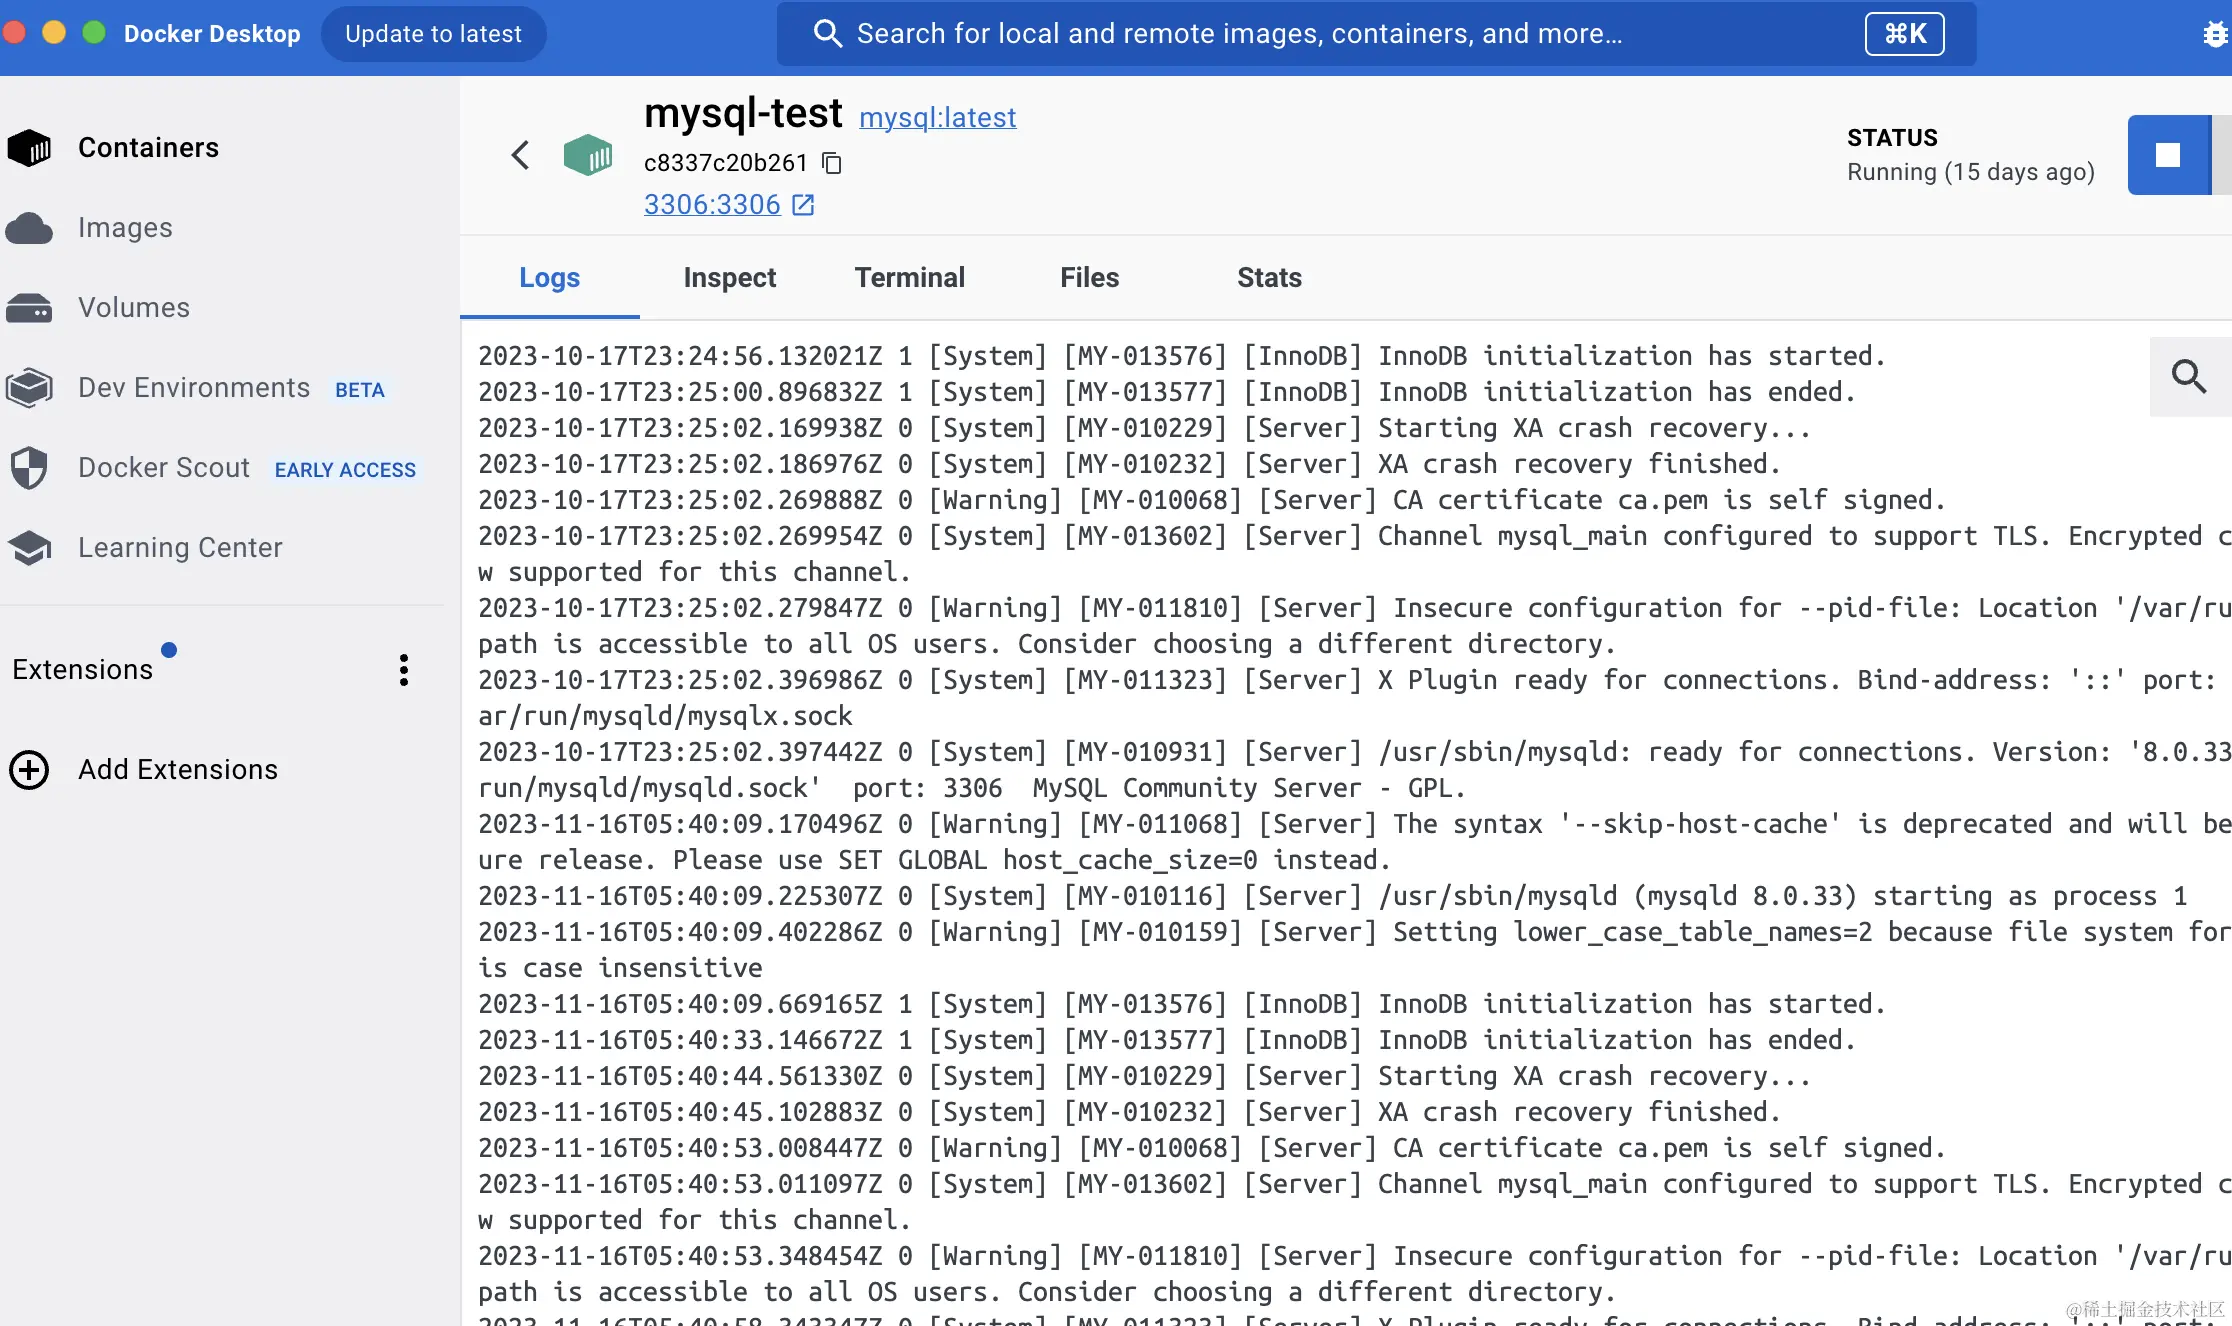 Docker Desktop
Update to latest
Search for local and remote images, containers, and more...
⌘K
Containers
Images
Volumes
Dev Environments BETA
Docker Scout EARLY ACCESS
Learning Center
Extensions
Add Extensions
mysql-test mysql:latest
c8337c20b261
3306:3306
STATUS
Running (15 days ago)
Logs Inspect Terminal Files Stats
2023-10-17T23:24:56.132021Z 1 [System] [MY-013576] [InnoDB] InnoDB initialization has started.
2023-10-17T23:25:00.896832Z 1 [System] [MY-013577] [InnoDB] InnoDB initialization has ended.
2023-10-17T23:25:02.169938Z 0 [System] [MY-010229] [Server] Starting XA crash recovery...
2023-10-17T23:25:02.186976Z 0 [System] [MY-010232] [Server] XA crash recovery finished.
2023-10-17T23:25:02.269888Z 0 [Warning] [MY-010068] [Server] CA certificate ca.pem is self signed.
2023-10-17T23:25:02.269954Z 0 [System] [MY-013602] [Server] Channel mysql_main configured to support TLS. Encrypted c
w supported for this channel.
2023-10-17T23:25:02.279847Z 0 [Warning] [MY-011810] [Server] Insecure configuration for --pid-file: Location '/var/ru
path is accessible to all OS users. Consider choosing a different directory.
2023-10-17T23:25:02.396986Z 0 [System] [MY-011323] [Server] X Plugin ready for connections. Bind-address: '::' port:
ar/run/mysqld/mysqlx.sock
2023-10-17T23:25:02.397442Z 0 [System] [MY-010931] [Server] /usr/sbin/mysqld: ready for connections. Version: '8.0.33
run/mysqld/mysqld.sock'  port: 3306  MySQL Community Server - GPL.
2023-11-16T05:40:09.170496Z 0 [Warning] [MY-011068] [Server] The syntax '--skip-host-cache' is deprecated and will be
ure release. Please use SET GLOBAL host_cache_size=0 instead.
2023-11-16T05:40:09.225307Z 0 [System] [MY-010116] [Server] /usr/sbin/mysqld (mysqld 8.0.33) starting as process 1
2023-11-16T05:40:09.402286Z 0 [Warning] [MY-010159] [Server] Setting lower_case_table_names=2 because file system for
is case insensitive
2023-11-16T05:40:09.669165Z 1 [System] [MY-013576] [InnoDB] InnoDB initialization has started.
2023-11-16T05:40:33.146672Z 1 [System] [MY-013577] [InnoDB] InnoDB initialization has ended.
2023-11-16T05:40:44.561330Z 0 [System] [MY-010229] [Server] Starting XA crash recovery...
2023-11-16T05:40:45.102883Z 0 [System] [MY-010232] [Server] XA crash recovery finished.
2023-11-16T05:40:53.008447Z 0 [Warning] [MY-010068] [Server] CA certificate ca.pem is self signed.
2023-11-16T05:40:53.011097Z 0 [System] [MY-013602] [Server] Channel mysql_main configured to support TLS. Encrypted c
w supported for this channel.
2023-11-16T05:40:53.348454Z 0 [Warning] [MY-011810] [Server] Insecure configuration for --pid-file: Location '/var/ru
path is accessible to all OS users. Consider choosing a different directory.
0 [System] [MY-011323] [Server] X Plugin ready for connections. Bind-address: '::' port:
@稀土掘金技术社区